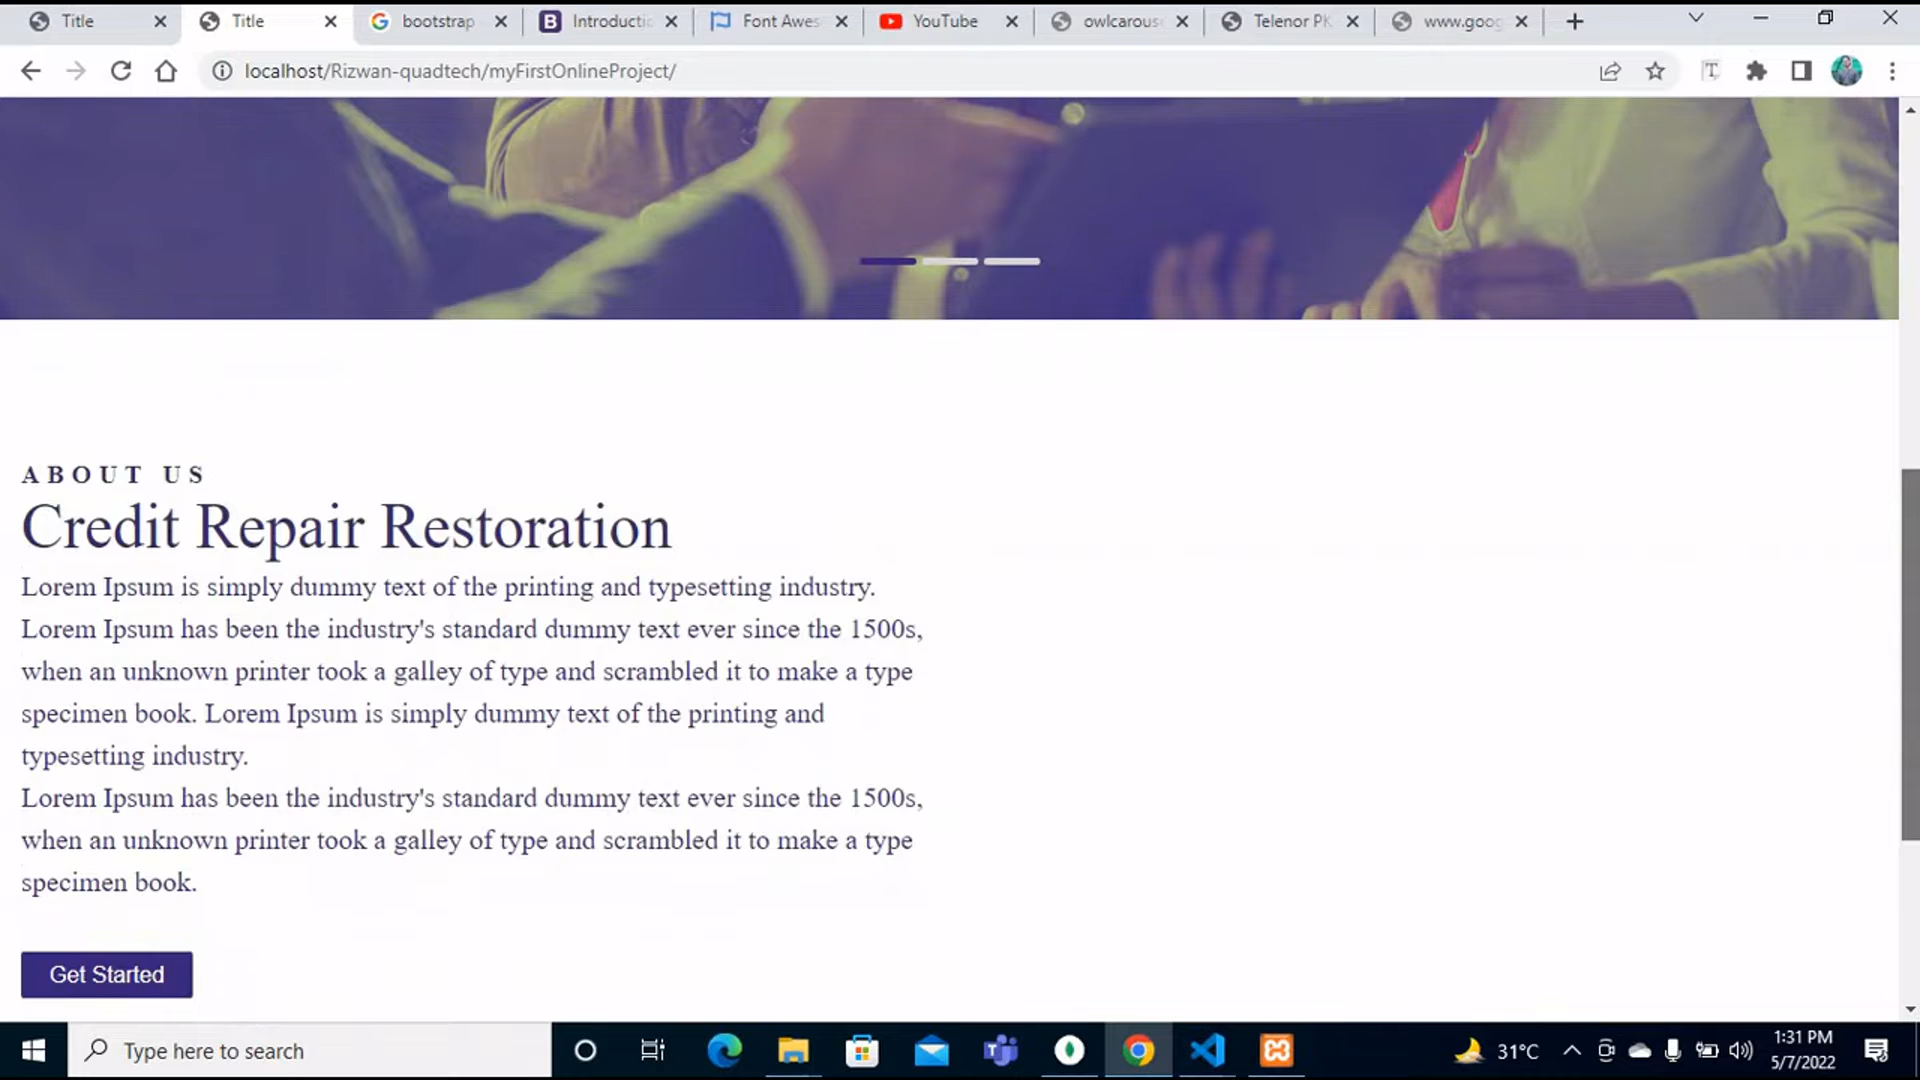 Title
Title
bootstrap
Introducti
Font Awes
YouTube
owlcarous
Telenor PK
www.goog
localhost/Rizwan-quadtech/myFirstOnlineProject/
ABOUT US
Credit Repair Restoration
Lorem Ipsum is simply dummy text of the printing and typesetting industry.
Lorem Ipsum has been the industry's standard dummy text ever since the 1500s,
when an unknown printer took a galley of type and scrambled it to make a type
specimen book. Lorem Ipsum is simply dummy text of the printing and
typesetting industry.
Lorem Ipsum has been the industry's standard dummy text ever since the 1500s,
when an unknown printer took a galley of type and scrambled it to make a type
specimen book.
Get Started
Type here to search
31°C
1:31 PM
5/7/2022